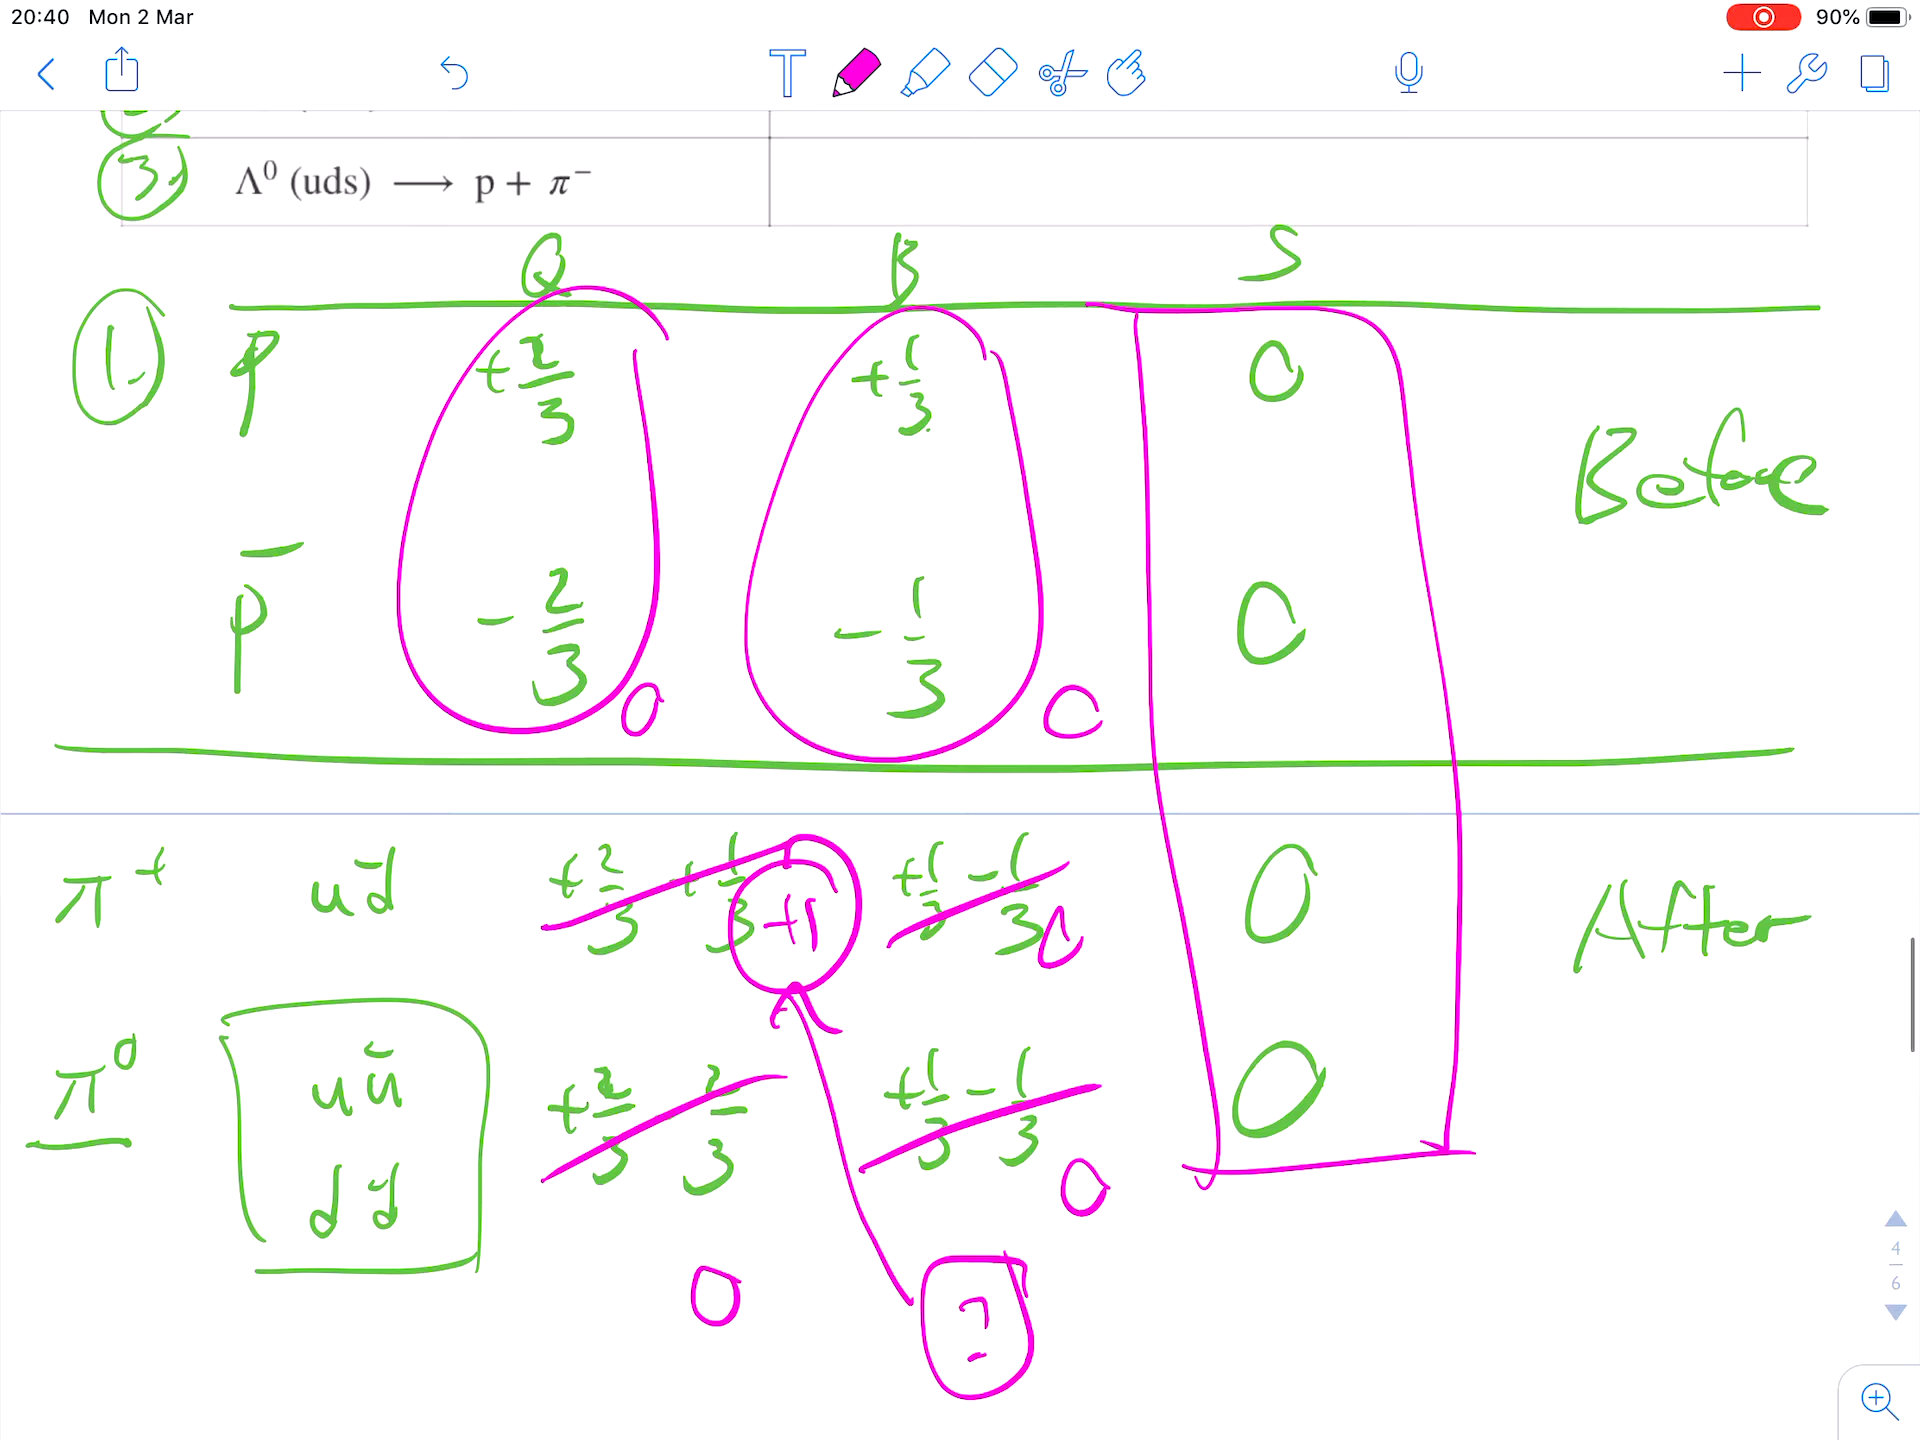 20:40 Mon 2 Mar 90%
T
3. Λ⁰ (uds) ⟶ p + π⁻
Q B S
1. p +2/3 +1/3 0
Before
p̄ -2/3 -1/3 0
0 0
π⁺ ud̄ +2/3 +1/3 +1 +1/3 -1/3 0 0
After
π⁰ uū +2/3 2/3 +1/3 -1/3 0
dd̄ 0
0 ?
4
6